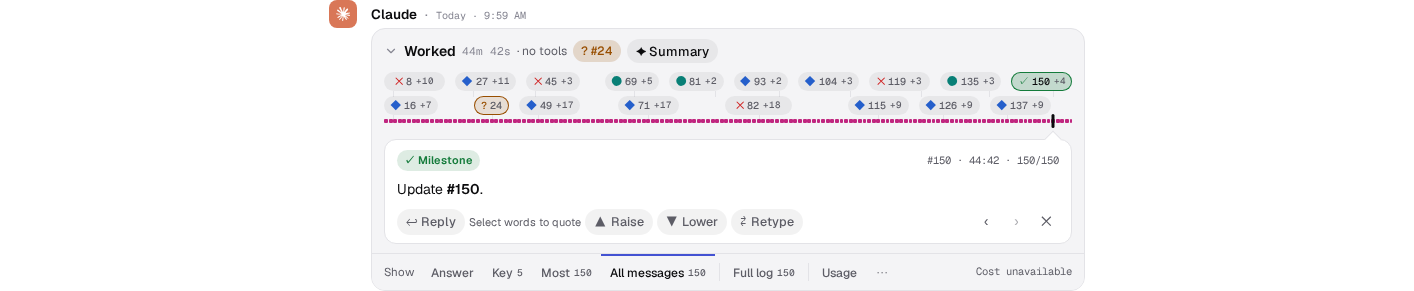 Claude · Today · 9:59 AM
Worked 44m 42s · no tools ? #24 ✦ Summary
✕ 8 +10 ◆ 27 +11 ✕ 45 +3 ● 69 +5 ● 81 +2 ◆ 93 +2 ◆ 104 +3 ✕ 119 +3 ● 135 +3 ✓ 150 +4
◆ 16 +7 ? 24 ◆ 49 +17 ◆ 71 +17 ✕ 82 +18 ◆ 115 +9 ◆ 126 +9 ◆ 137 +9
✓ Milestone #150 · 44:42 · 150/150
Update #150.
↩ Reply Select words to quote ▲ Raise ▼ Lower ⇄ Retype ‹ › ✕
Show Answer Key 5 Most 150 All messages 150 Full log 150 Usage ··· Cost unavailable